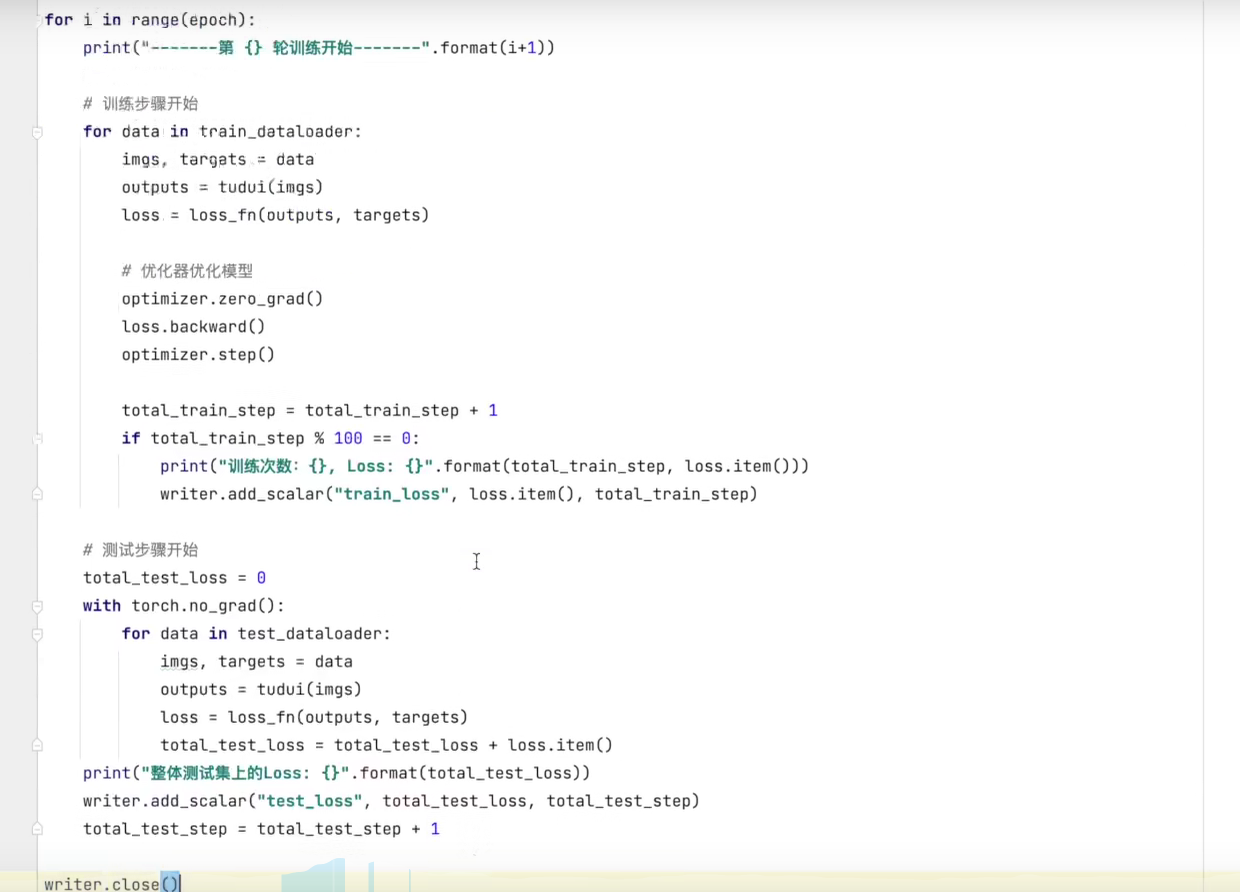 for i in range(epoch):
    print("-------第 {} 轮训练开始-------".format(i+1))
    # 训练步骤开始
    for data in train_dataloader:
        imgs, targets = data
        outputs = tudui(imgs)
        loss = loss_fn(outputs, targets)
        # 优化器优化模型
        optimizer.zero_grad()
        loss.backward()
        optimizer.step()
        total_train_step = total_train_step + 1
        if total_train_step % 100 == 0:
            print("训练次数: {}, Loss: {}".format(total_train_step, loss.item()))
            writer.add_scalar("train_loss", loss.item(), total_train_step)
    # 测试步骤开始
    total_test_loss = 0
    with torch.no_grad():
        for data in test_dataloader:
            imgs, targets = data
            outputs = tudui(imgs)
            loss = loss_fn(outputs, targets)
            total_test_loss = total_test_loss + loss.item()
    print("整体测试集上的Loss: {}".format(total_test_loss))
    writer.add_scalar("test_loss", total_test_loss, total_test_step)
    total_test_step = total_test_step + 1
writer.close()